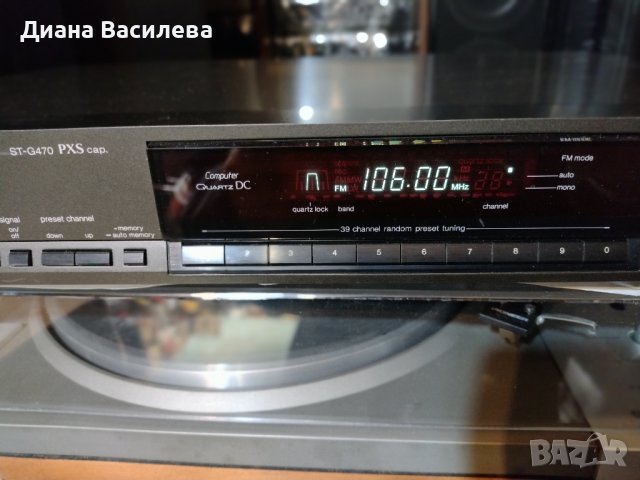 Диана Василева
ST-G470 PXS cap.
FM mode
auto
mono
Computer
QUARTZ DC
n FM 106.00 MHz
quartz lock band channel
signal
on/
off
preset channel
down up
memory
auto memory
39 channel random preset tuning
2 3 4 5 6 7 8 9 0
BAZAR